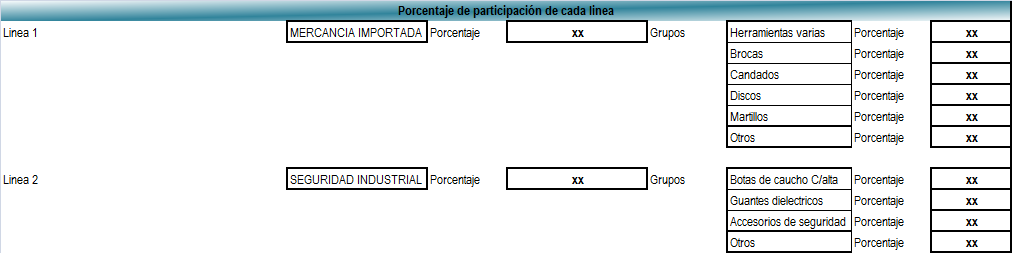 Porcentaje de participación de cada linea
Linea 1 MERCANCIA IMPORTADA Porcentaje xx Grupos Herramientas varias Porcentaje xx
Brocas Porcentaje xx
Candados Porcentaje xx
Discos Porcentaje xx
Martillos Porcentaje xx
Otros Porcentaje xx
Linea 2 SEGURIDAD INDUSTRIAL Porcentaje xx Grupos Botas de caucho C/alta Porcentaje xx
Guantes dielectricos Porcentaje xx
Accesorios de seguridad Porcentaje xx
Otros Porcentaje xx